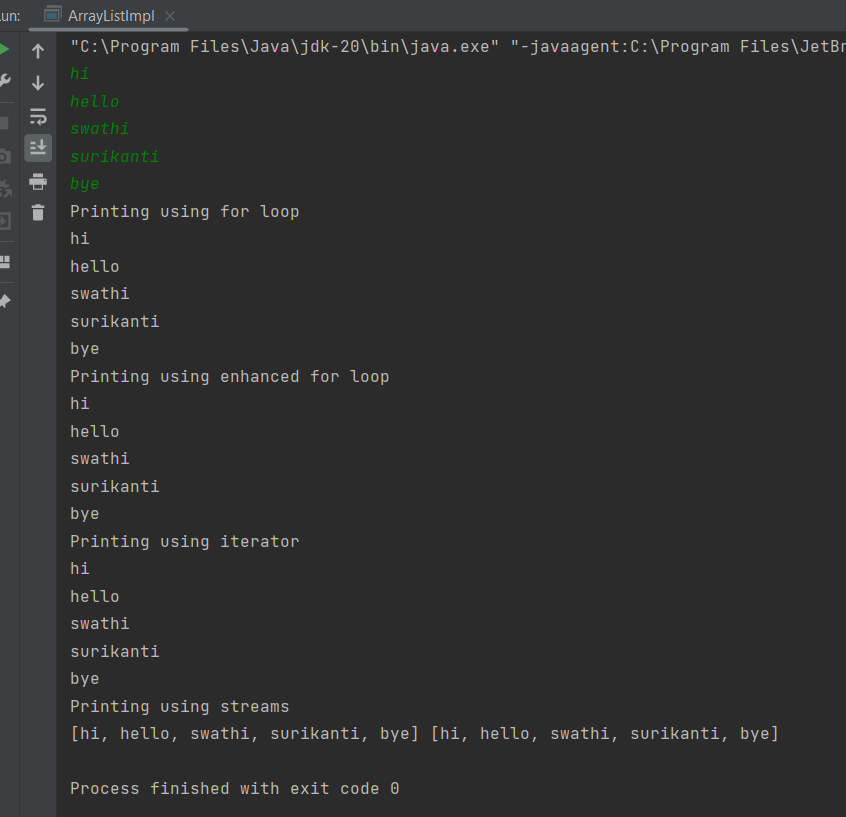 un: ArrayListImpl
"C:\Program Files\Java\jdk-20\bin\java.exe" "-javaagent:C:\Program Files\JetBr
hi
hello
swathi
surikanti
bye
Printing using for loop
hi
hello
swathi
surikanti
bye
Printing using enhanced for loop
hi
hello
swathi
surikanti
bye
Printing using iterator
hi
hello
swathi
surikanti
bye
Printing using streams
[hi, hello, swathi, surikanti, bye] [hi, hello, swathi, surikanti, bye]
Process finished with exit code 0